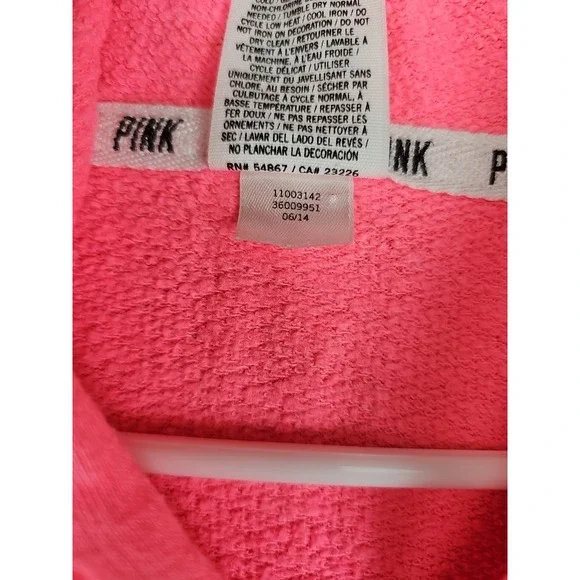 NON-CHLORINE
NEEDED / TUMBLE DRY NORMAL
CYCLE LOW HEAT / COOL IRON / DO
NOT IRON ON DECORATION / DO NOT
DRY CLEAN / RETOURNER LE
VÊTEMENT À L'ENVERS / LAVABLE À
LA MACHINE, À L'EAU FROIDE /
CYCLE DÉLICAT / UTILISER
UNIQUEMENT DU JAVELLISANT SANS
CHLORE, AU BESOIN / SÉCHER PAR
CULBUTAGE À CYCLE NORMAL, À
BASSE TEMPÉRATURE / REPASSER À
FER DOUX / NE PAS REPASSER LES
ORNEMENTS / NE PAS NETTOYER À
SEC / LAVAR DEL LADO DEL REVÉS /
NO PLANCHAR LA DECORACIÓN
RN# 54867 / CA# 23226
PINK
NK
P
11003142
36009951
06/14